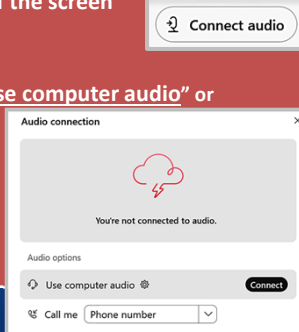 the screen
Connect audio
se computer audio” or
Audio connection
You're not connected to audio.
Audio options
Use computer audio
Connect
Call me
Phone number